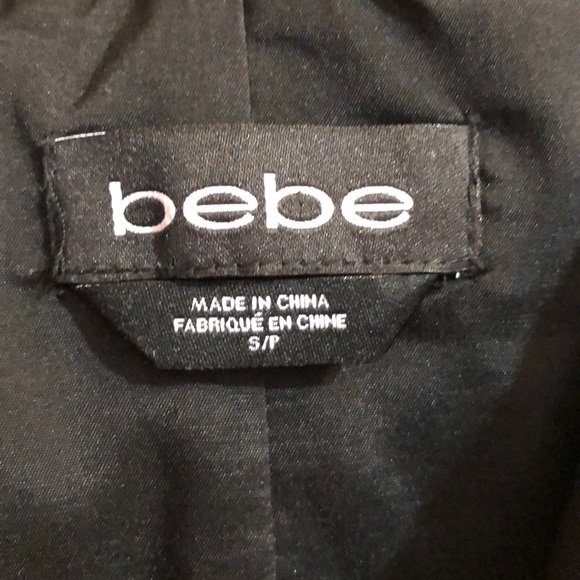 bebe
MADE IN CHINA
FABRIQUÉ EN CHINE
S/P